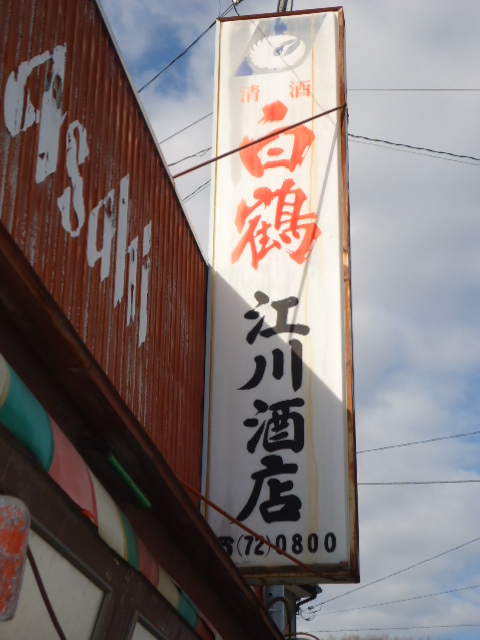 asahi
清酒
白鶴
江川酒店
☎(72)0800